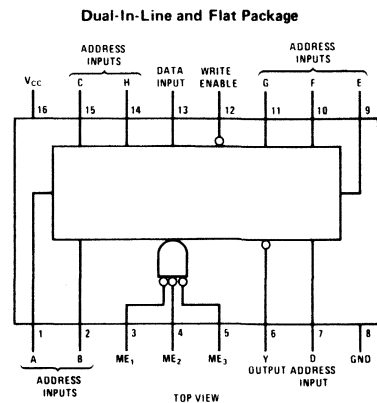 Dual-In-Line and Flat Package
ADDRESS INPUTS
ADDRESS INPUTS
DATA INPUT
WRITE ENABLE
VCC C H G F E
16 15 14 13 12 11 10 9
1 2 3 4 5 6 7 8
A B ME1 ME2 ME3 Y D GND
OUTPUT ADDRESS
INPUT
ADDRESS
INPUTS
TOP VIEW